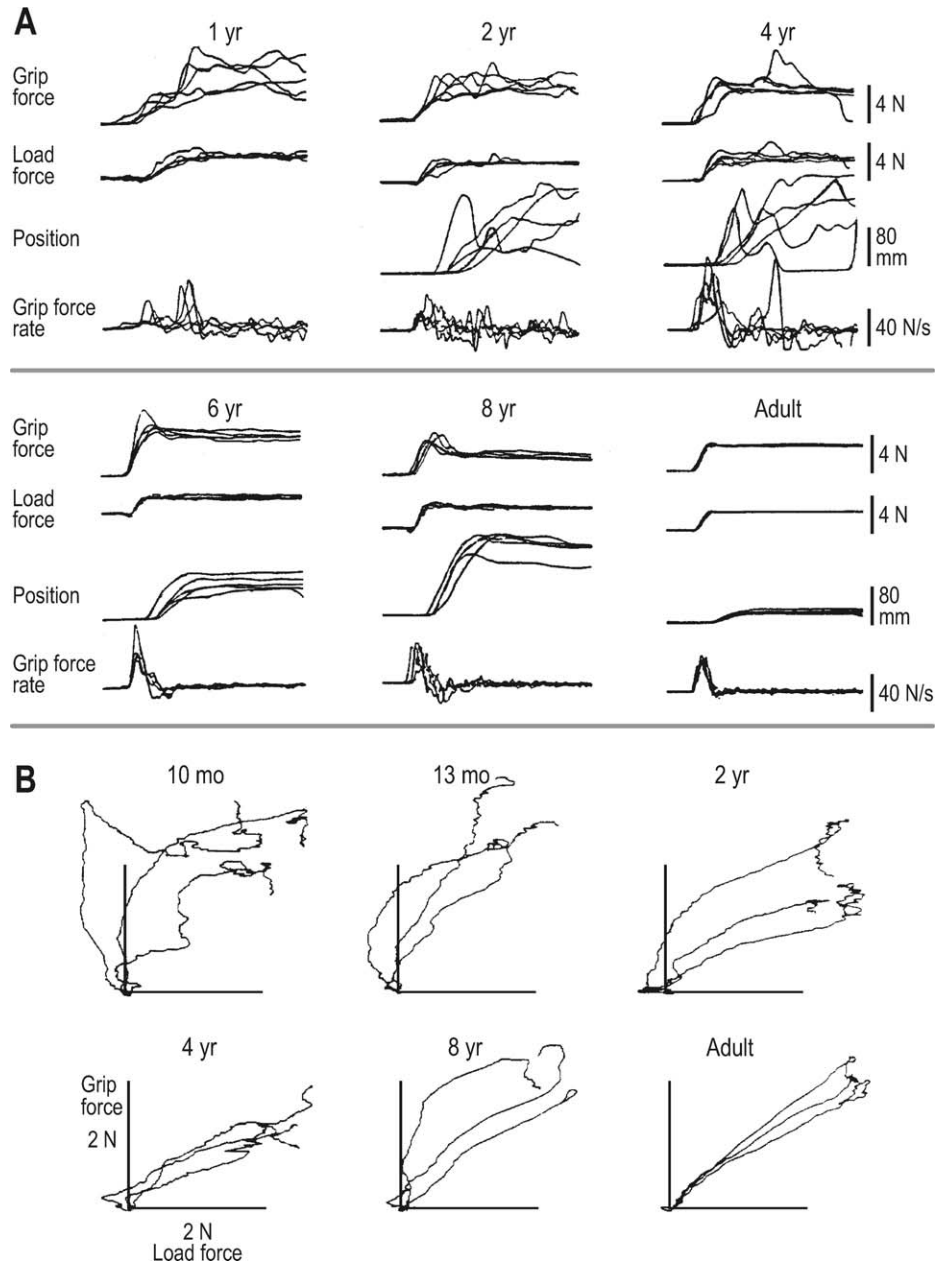 A
1 yr
2 yr
4 yr
Grip
force
4 N
Load
force
4 N
Position
80
mm
Grip force
rate
40 N/s
6 yr
8 yr
Adult
Grip
force
4 N
Load
force
4 N
Position
80
mm
Grip force
rate
40 N/s
B
10 mo
13 mo
2 yr
4 yr
8 yr
Adult
Grip
force
2 N
2 N
Load force